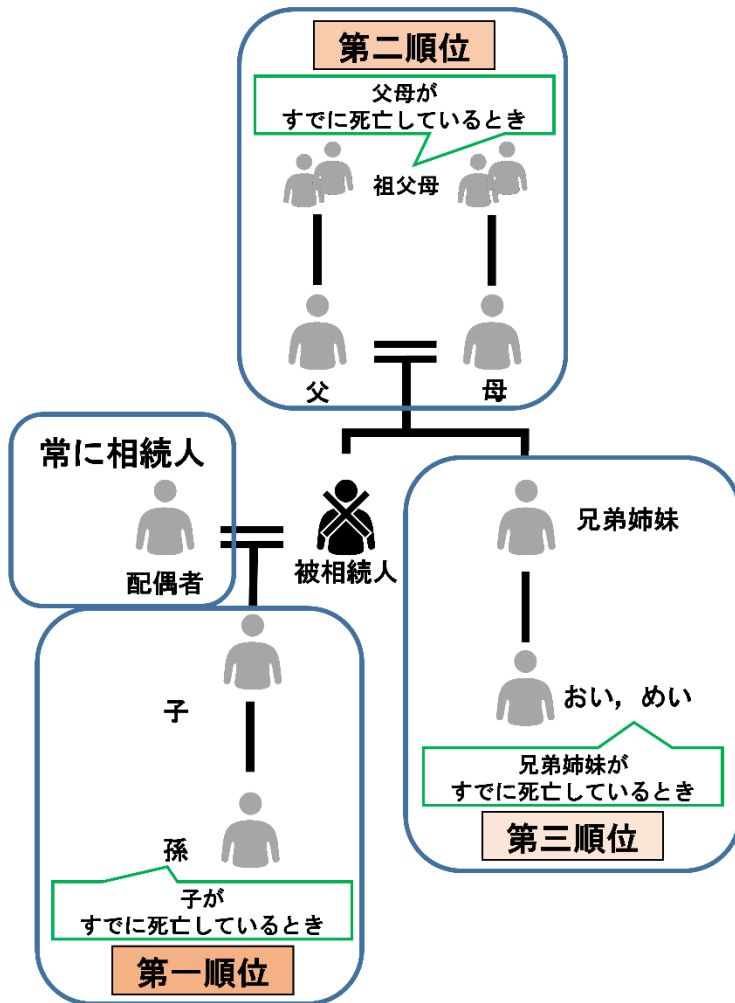 第二順位
父母が
すでに死亡しているとき
祖父母
父
母
常に相続人
配偶者
被相続人
兄弟姉妹
子
おい，めい
兄弟姉妹が
すでに死亡しているとき
第三順位
孫
子が
すでに死亡しているとき
第一順位